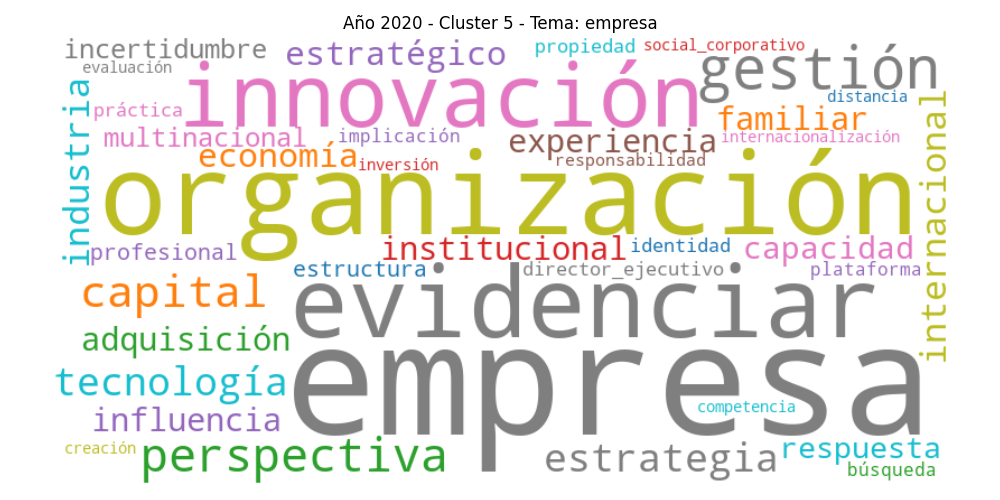 Año 2020 - Cluster 5 - Tema: empresa
incertidumbre
estratégico
propiedad
social_corporativo
gestión
evaluación
innovación
distancia
industria
práctica
familiar
multinacional
implicación
experiencia
internacionalización
economía
inversión
responsabilidad
organización
internacional
profesional
institucional
identidad
capacidad
estructura
director_ejecutivo
plataforma
capital
evidenciar
adquisición
empresa
tecnología
influencia
competencia
creación
perspectiva
estrategia
respuesta
búsqueda